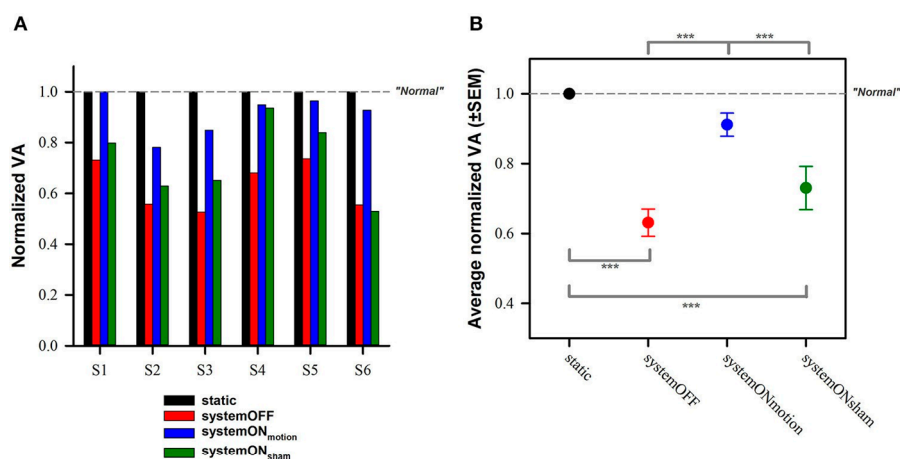 A
Normalized VA
1.0
0.8
0.6
0.4
0.2
0.0
"Normal"
S1 S2 S3 S4 S5 S6
static
systemOFF
systemONmotion
systemONsham
B
Average normalized VA (±SEM)
*** ***
1.0
0.8
0.6
0.4
"Normal"
***
***
static
systemOFF
systemONmotion
systemONsham